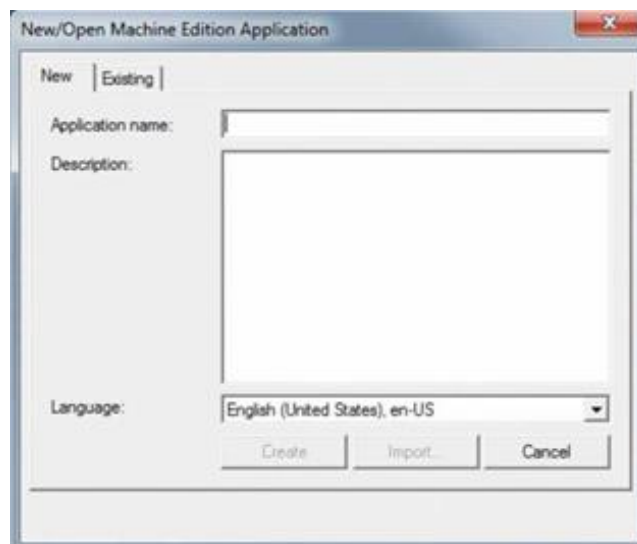 New/Open Machine Edition Application
New
Existing
Application name:
Description:
Language:
English (United States), en-US
Create
Import...
Cancel